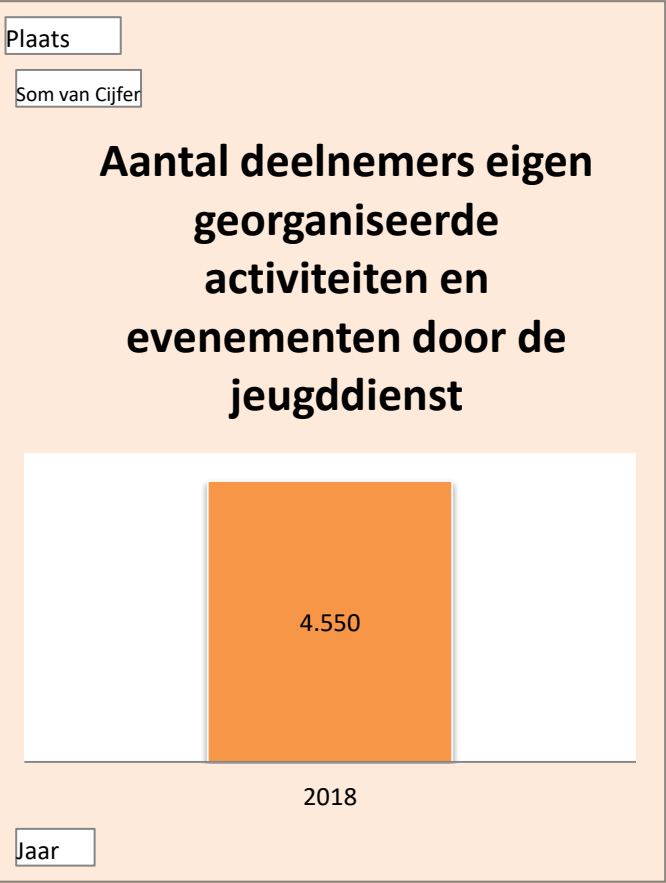 Plaats
Som van Cijfer
Aantal deelnemers eigen
georganiseerde
activiteiten en
evenementen door de
jeugddienst
4.550
2018
Jaar